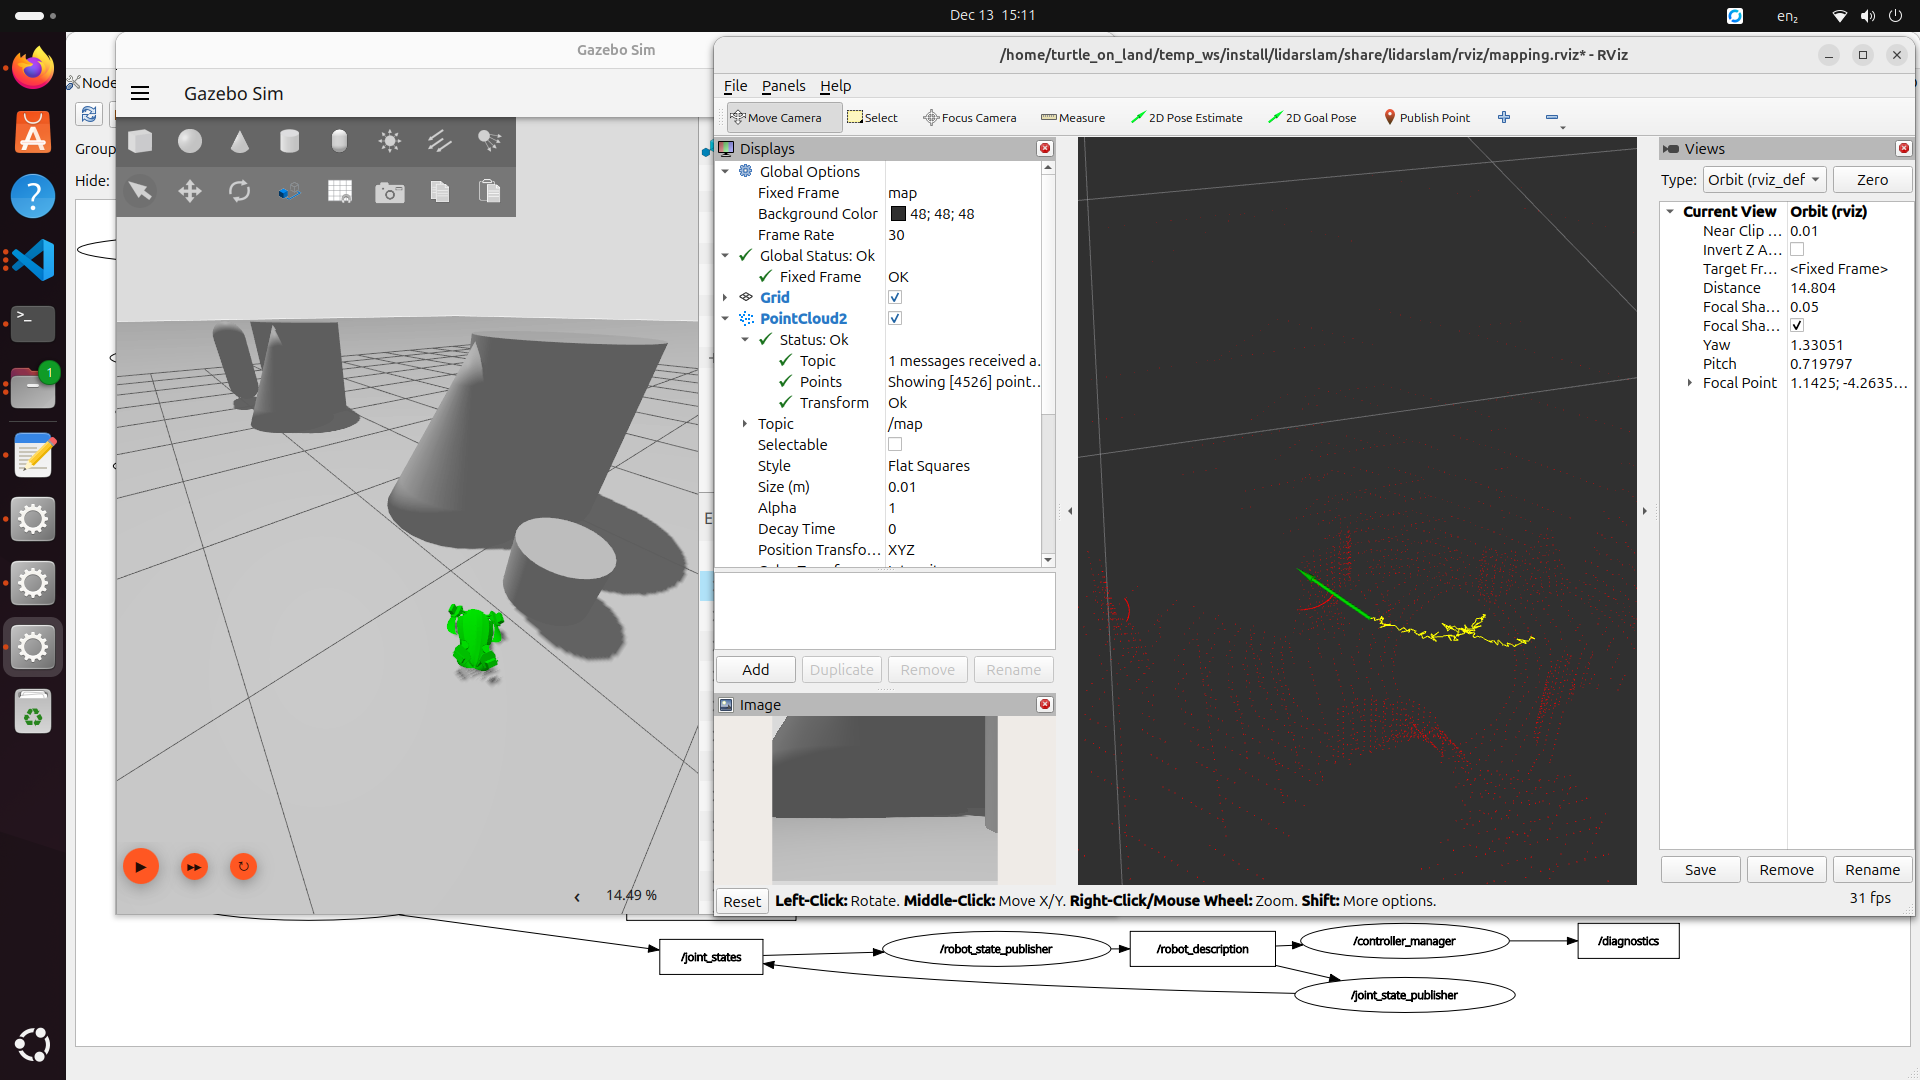 Dec 13 15:11
en₂
Gazebo Sim
/home/turtle_on_land/temp_ws/install/lidarslam/share/lidarslam/rviz/mapping.rviz* - RViz
Node
Gazebo Sim
File Panels Help
Move Camera Select Focus Camera Measure 2D Pose Estimate 2D Goal Pose Publish Point
Group
Hide:
Displays
Global Options
Fixed Frame map
Background Color 48; 48; 48
Frame Rate 30
Global Status: Ok
Fixed Frame OK
Grid
PointCloud2
Status: Ok
Topic 1 messages received a.
Points Showing [4526] point...
Transform Ok
Topic /map
Selectable
Style Flat Squares
Size (m) 0.01
Alpha 1
Decay Time 0
Position Transfo... XYZ
Add Duplicate Remove Rename
Image
Reset Left-Click: Rotate. Middle-Click: Move X/Y. Right-Click/Mouse Wheel: Zoom. Shift: More options.
31 fps
Views
Type: Orbit (rviz_def Zero
Current View Orbit (rviz)
Near Clip ... 0.01
Invert Z A...
Target Fr... <Fixed Frame>
Distance 14.804
Focal Sha... 0.05
Focal Sha...
Yaw 1.33051
Pitch 0.719797
Focal Point 1.1425; -4.2635...
Save Remove Rename
1
14.49 %
/joint_states
/robot_state_publisher
/robot_description
/controller_manager
/diagnostics
/joint_state_publisher